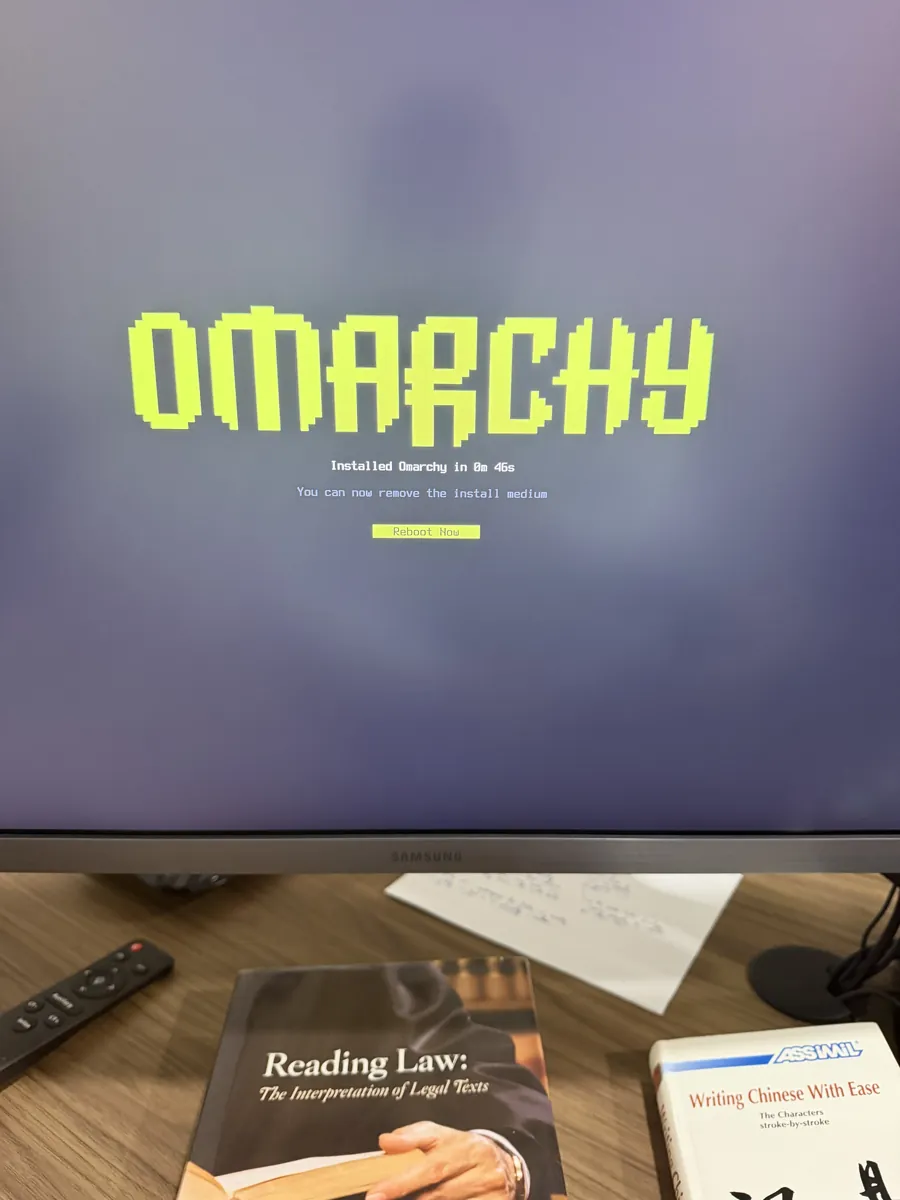 OMARCHY
Installed Omarchy in 0m 46s
You can now remove the install medium
Reboot Now
SAMSUNG
Reading Law:
The Interpretation of Legal Texts
ASSiMiL
Writing Chinese With Ease
The Characters
stroke-by-stroke